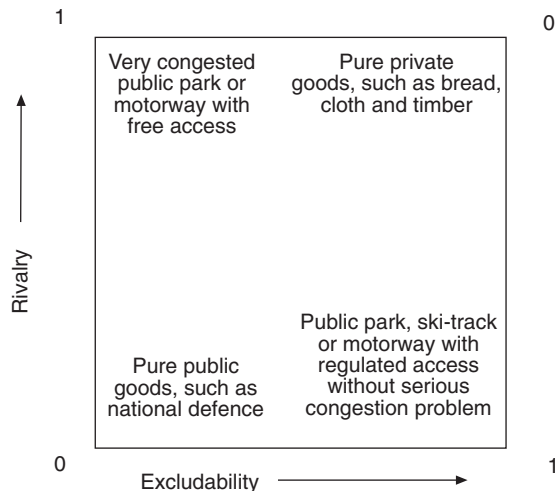 1
0
Very congested
public park or
motorway with
free access
Pure private
goods, such as bread,
cloth and timber
Rivalry
Pure public
goods, such as
national defence
Public park, ski-track
or motorway with
regulated access
without serious
congestion problem
0
1
Excludability